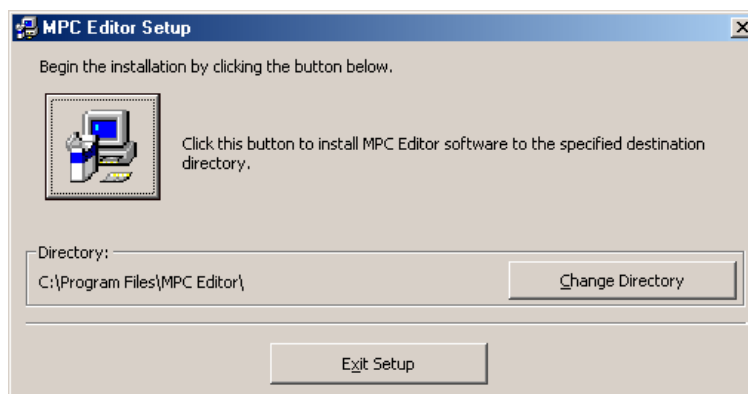 MPC Editor Setup
Begin the installation by clicking the button below.
Click this button to install MPC Editor software to the specified destination
directory.
Directory:
C:\Program Files\MPC Editor\
Change Directory
Exit Setup